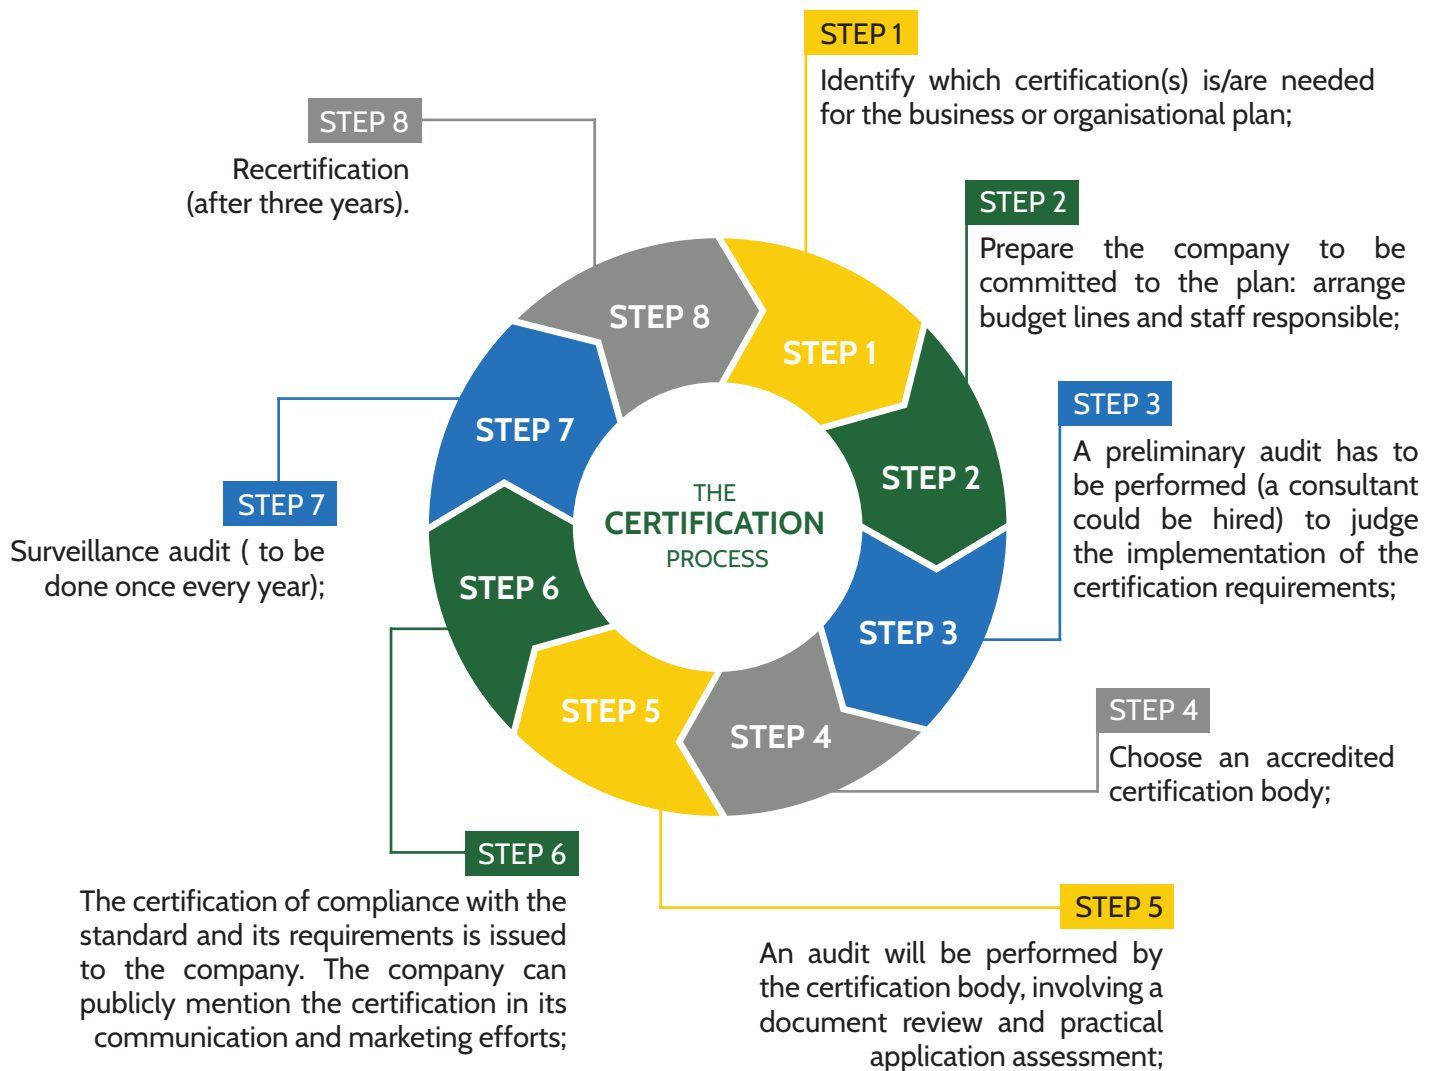 STEP 1
Identify which certification(s) is/are needed
for the business or organisational plan;
STEP 2
Prepare the company to be
committed to the plan: arrange
budget lines and staff responsible;
STEP 3
A preliminary audit has to
be performed (a consultant
could be hired) to judge
the implementation of the
certification requirements;
STEP 4
Choose an accredited
certification body;
STEP 5
An audit will be performed by
the certification body, involving a
document review and practical
application assessment;
STEP 6
The certification of compliance with the
standard and its requirements is issued
to the company. The company can
publicly mention the certification in its
communication and marketing efforts;
STEP 7
Surveillance audit ( to be
done once every year);
STEP 8
Recertification
(after three years).
STEP 1
STEP 2
STEP 3
STEP 4
STEP 5
STEP 6
STEP 7
STEP 8
THE
CERTIFICATION
PROCESS